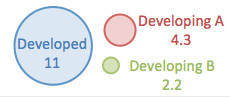 Developed
11
Developing A
4.3
Developing B
2.2